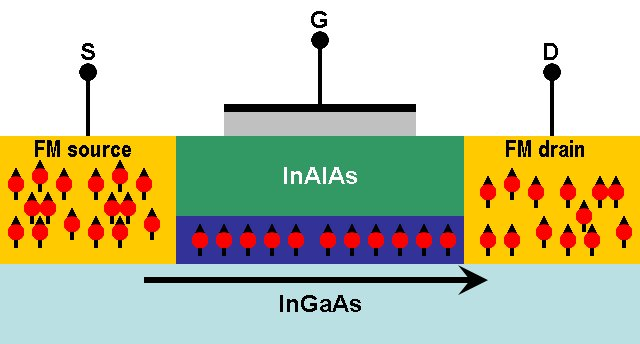 G
S
D
FM source
FM drain
InAlAs
InGaAs